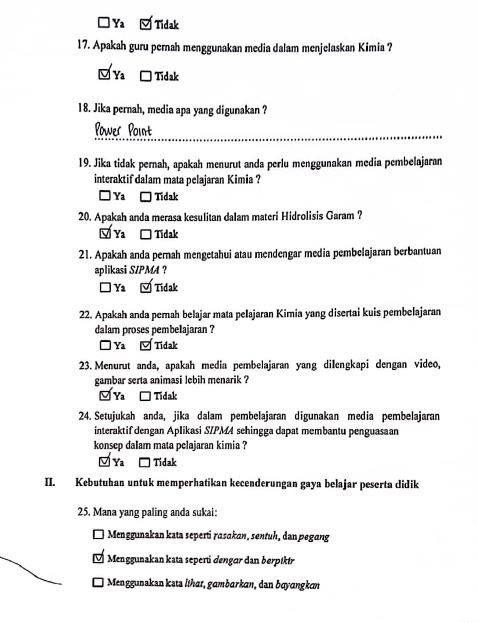 ☐ Ya ☑ Tidak
17. Apakah guru pernah menggunakan media dalam menjelaskan Kimia ?
☑ Ya ☐ Tidak
18. Jika pernah, media apa yang digunakan ?
Power Point
19. Jika tidak pernah, apakah menurut anda perlu menggunakan media pembelajaran
interaktif dalam mata pelajaran Kimia ?
☐ Ya ☐ Tidak
20. Apakah anda merasa kesulitan dalam materi Hidrolisis Garam ?
☑ Ya ☐ Tidak
21. Apakah anda pernah mengetahui atau mendengar media pembelajaran berbantuan
aplikasi SIPMA ?
☐ Ya ☑ Tidak
22. Apakah anda pernah belajar mata pelajaran Kimia yang disertai kuis pembelajaran
dalam proses pembelajaran ?
☐ Ya ☑ Tidak
23. Menurut anda, apakah media pembelajaran yang dilengkapi dengan video,
gambar serta animasi lebih menarik ?
☑ Ya ☐ Tidak
24. Setujukah anda, jika dalam pembelajaran digunakan media pembelajaran
interaktif dengan Aplikasi SIPMA sehingga dapat membantu penguasaan
konsep dalam mata pelajaran kimia ?
☑ Ya ☐ Tidak
II. Kebutuhan untuk memperhatikan kecenderungan gaya belajar peserta didik
25. Mana yang paling anda sukai:
☐ Menggunakan kata seperti rasakan, sentuh, dan pegang
☑ Menggunakan kata seperti dengar dan berpikir
☐ Menggunakan kata lihat, gambarkan, dan bayangkan